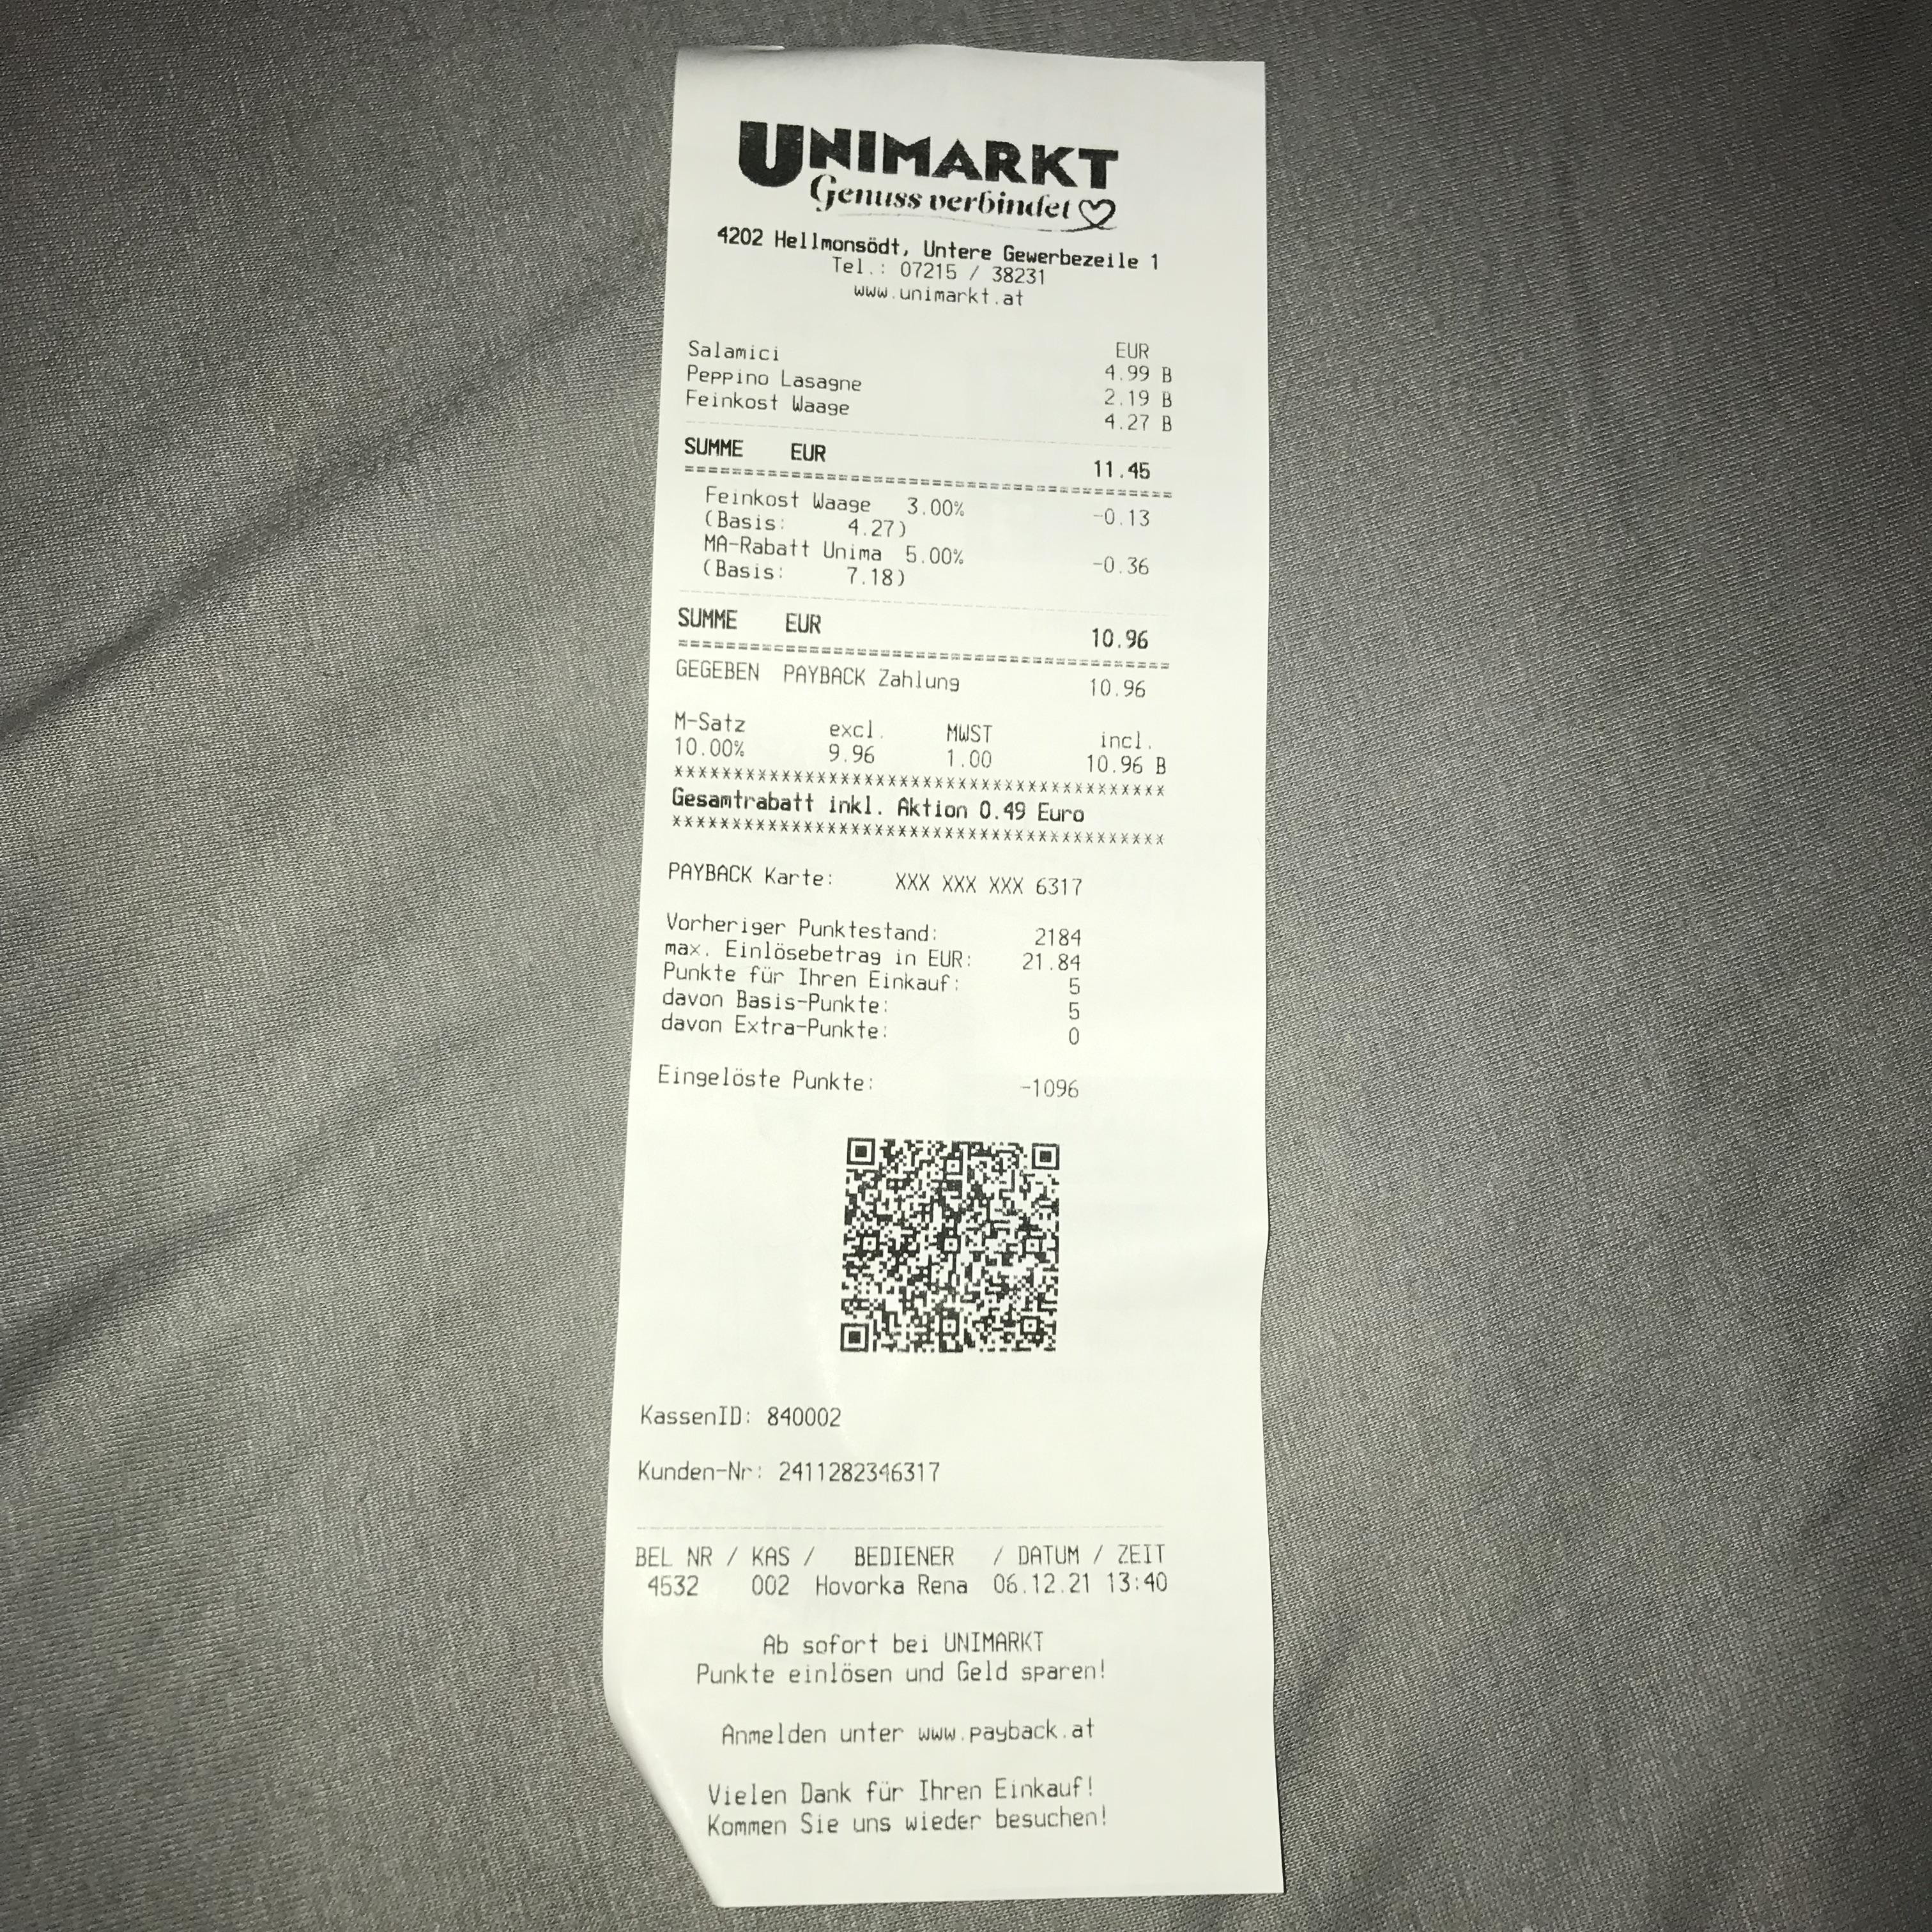 UNIMARKT
Genuss verbindet
4202 Hellmonsödt, Untere Gewerbezeile 1
Tel.: 07215 / 38231
www.unimarkt.at
EUR
Salamici 4.99 B
Peppino Lasagne 2.19 B
Feinkost Waage 4.27 B
SUMME EUR 11.45
=========================================
Feinkost Waage 3.00% -0.13
(Basis: 4.27)
MA-Rabatt Unima 5.00% -0.36
(Basis: 7.18)
SUMME EUR 10.96
=========================================
GEGEBEN PAYBACK Zahlung 10.96
M-Satz excl. MWST incl.
10.00% 9.96 1.00 10.96 B
*****************************************
Gesamtrabatt inkl. Aktion 0.49 Euro
*****************************************
PAYBACK Karte: XXX XXX XXX 6317
Vorheriger Punktestand: 2184
max. Einlösebetrag in EUR: 21.84
Punkte für Ihren Einkauf: 5
davon Basis-Punkte: 5
davon Extra-Punkte: 0
Eingelöste Punkte: -1096
KassenID: 840002
Kunden-Nr: 2411282346317
BEL NR / KAS / BEDIENER / DATUM / ZEIT
4532 002 Hovorka Rena 06.12.21 13:40
Ab sofort bei UNIMARKT
Punkte einlösen und Geld sparen!
Anmelden unter www.payback.at
Vielen Dank für Ihren Einkauf!
Kommen Sie uns wieder besuchen!